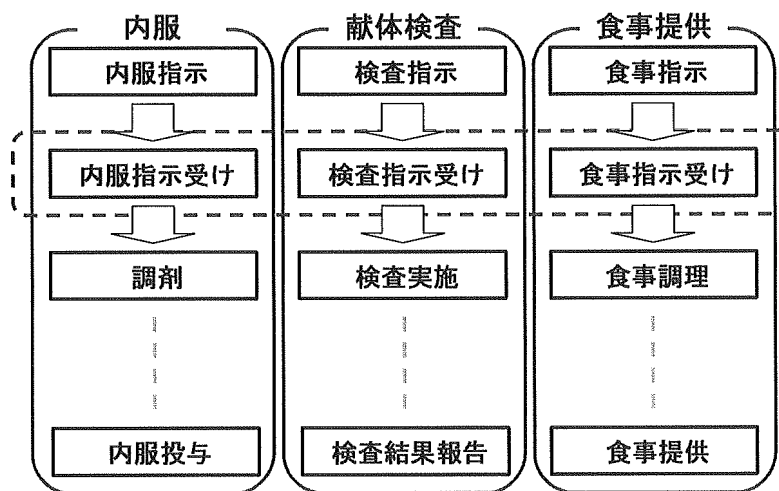 内服
献体検査
食事提供
内服指示
検査指示
食事指示
内服指示受け
検査指示受け
食事指示受け
調剤
検査実施
食事調理
内服投与
検査結果報告
食事提供